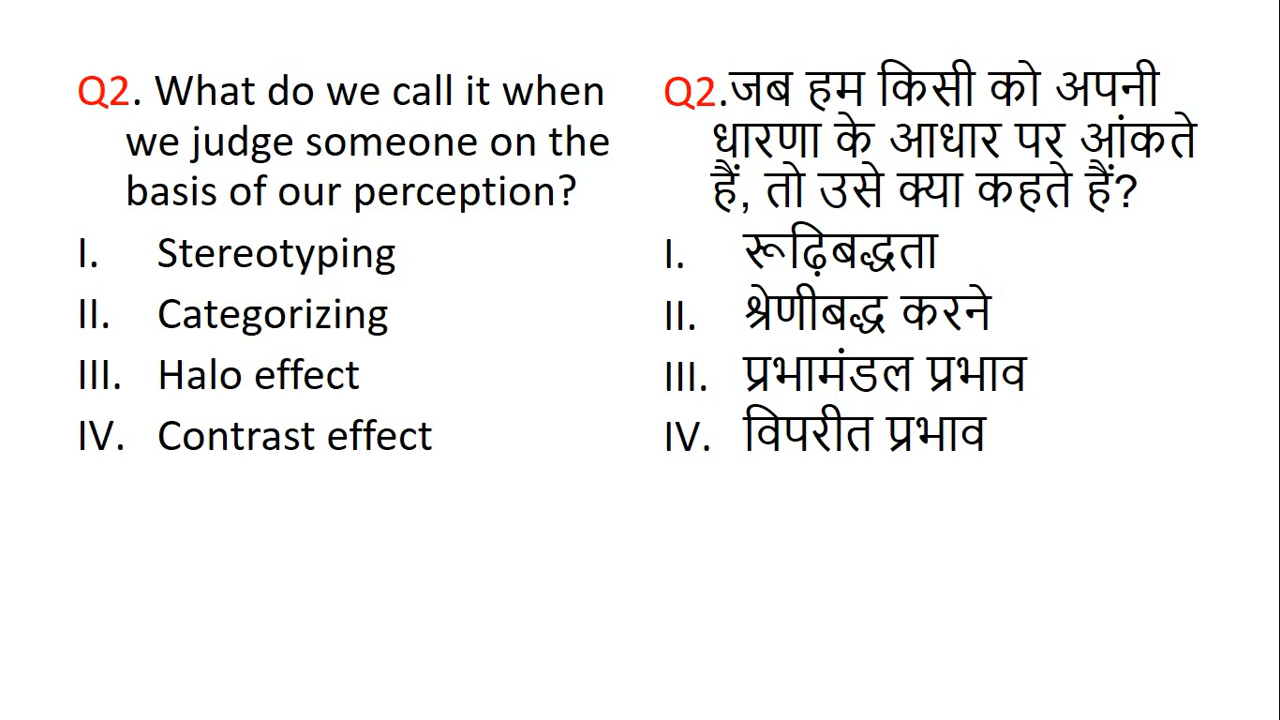 Q2. What do we call it when
we judge someone on the
basis of our perception?
I. Stereotyping
II. Categorizing
III. Halo effect
IV. Contrast effect
Q2.जब हम किसी को अपनी
धारणा के आधार पर आंकते
हैं, तो उसे क्या कहते हैं?
I. रूढ़िबद्धता
II. श्रेणीबद्ध करने
III. प्रभामंडल प्रभाव
IV. विपरीत प्रभाव